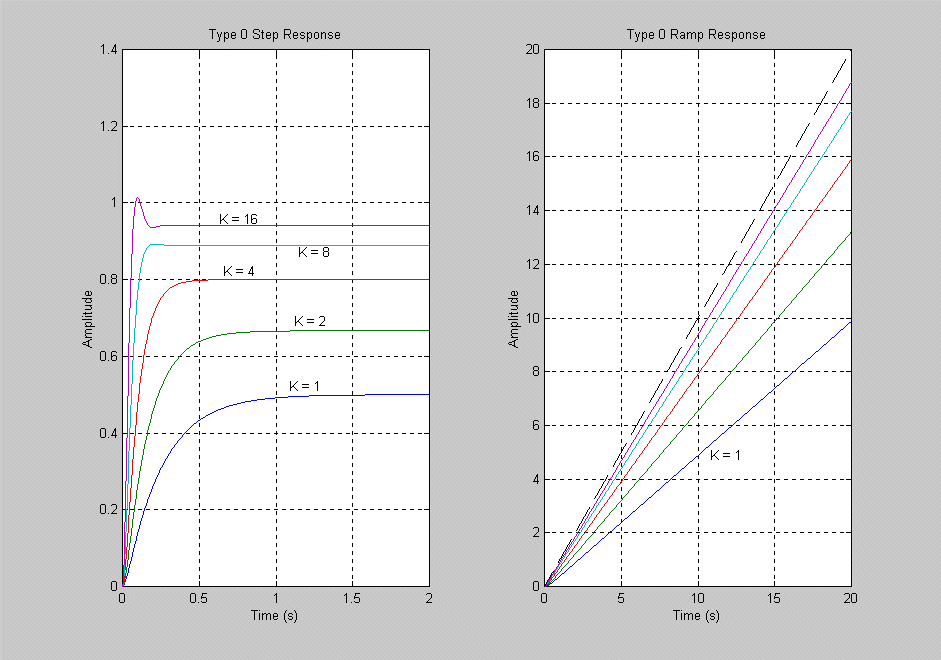 Type 0 Step Response
1.4
1.2
1
0.8
0.6
0.4
0.2
0
Amplitude
K = 16
K = 8
K = 4
K = 2
K = 1
0 0.5 1 1.5 2
Time (s)
Type 0 Ramp Response
20
18
16
14
12
10
8
6
4
2
0
Amplitude
K = 1
0 5 10 15 20
Time (s)